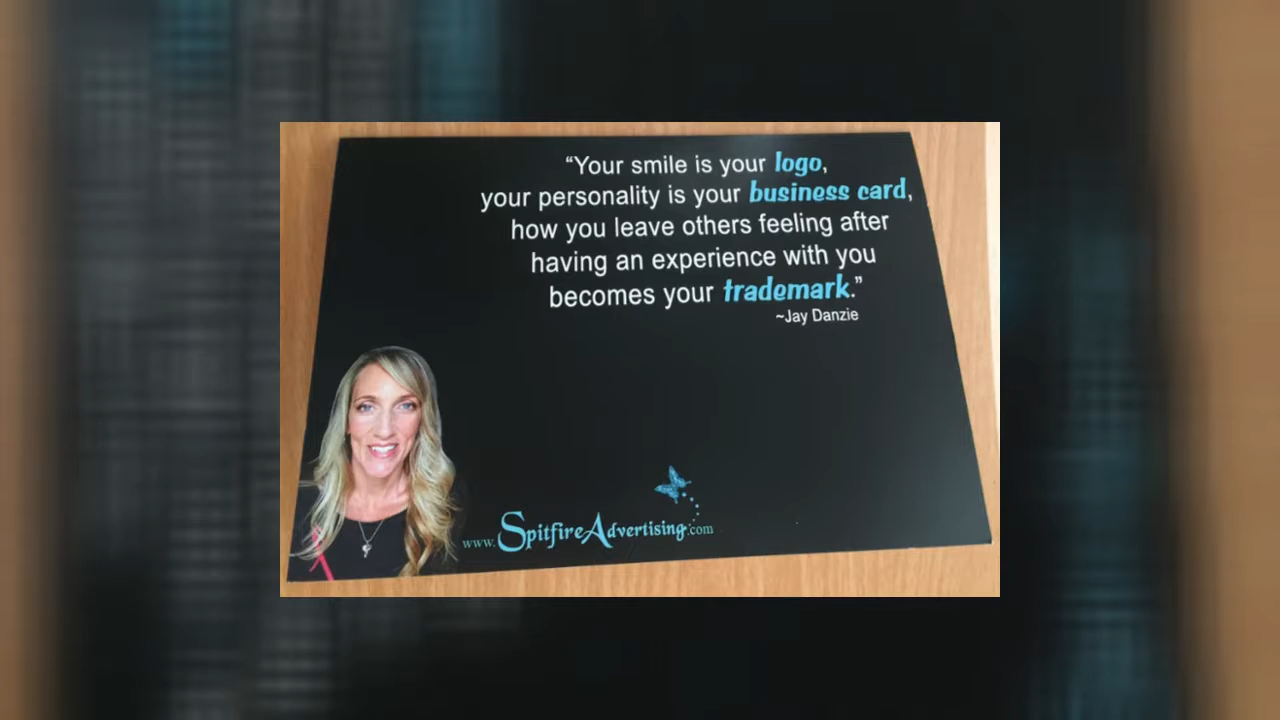 “Your smile is your logo,
your personality is your business card,
how you leave others feeling after
having an experience with you
becomes your trademark.”
~Jay Danzie
www.SpitfireAdvertising.com